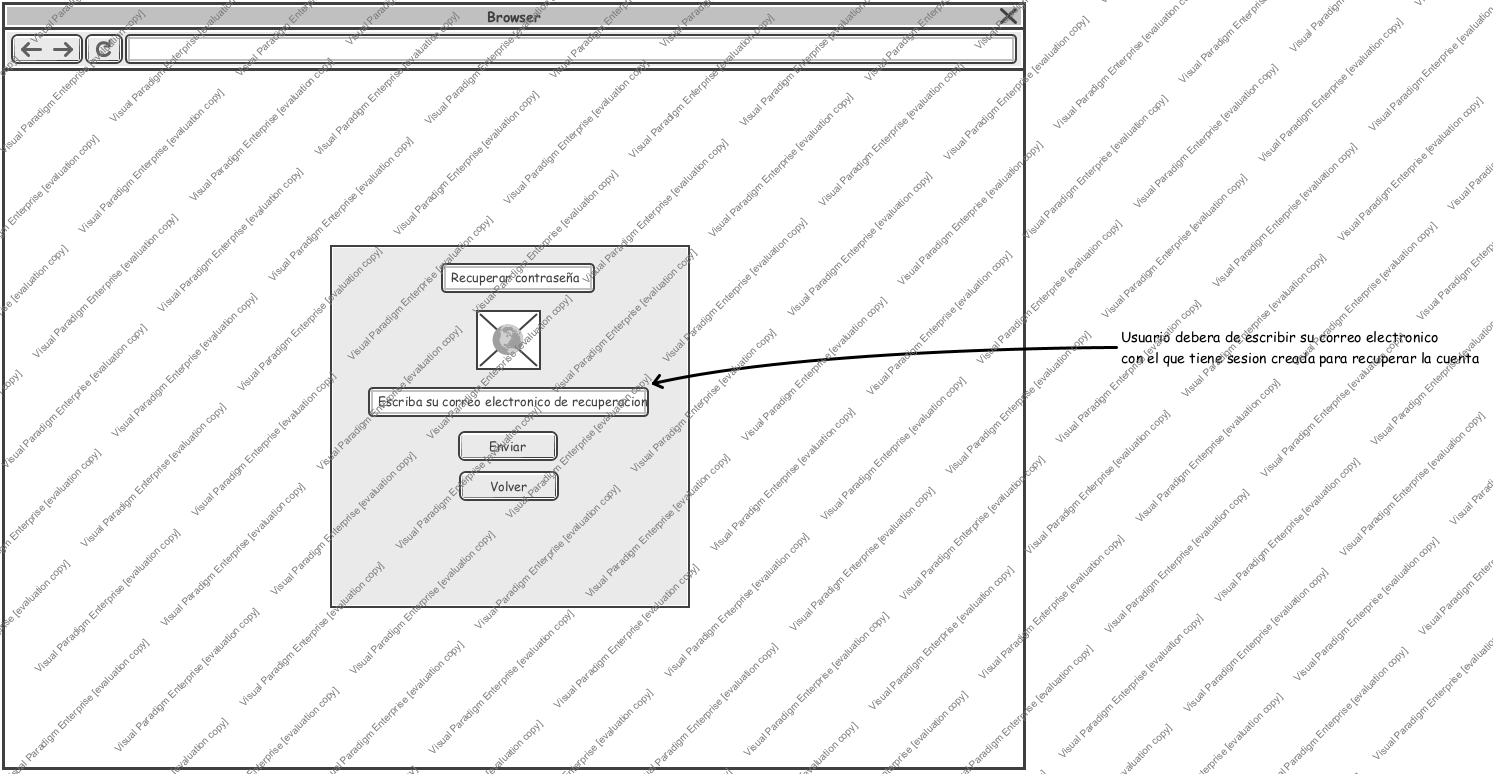 Browser
Recuperar contraseña
Usuario debera de escribir su correo electronico
con el que tiene sesion creada para recuperar la cuenta
Escriba su correo electronico de recuperacion
Enviar
Volver
Visual Paradigm Enterprise [evaluation copy]